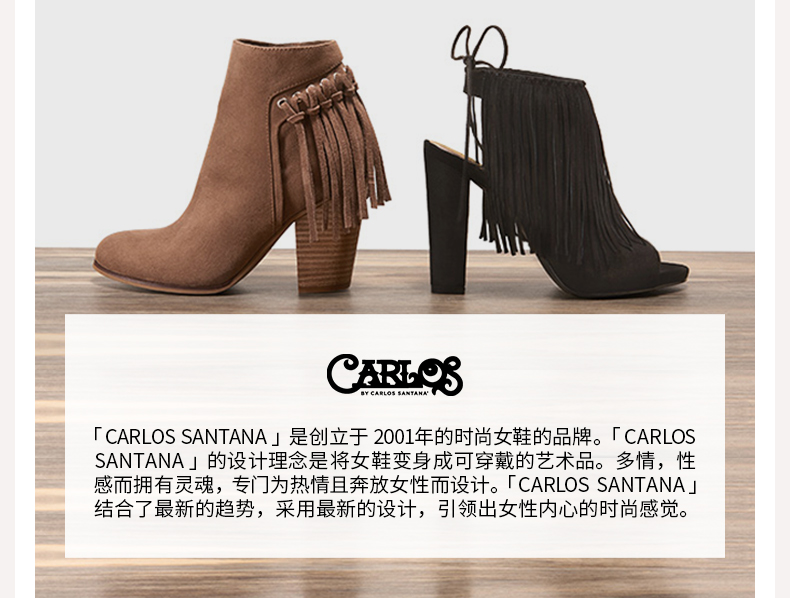 CARLOS
BY CARLOS SANTANA
「CARLOS SANTANA」是创立于 2001年的时尚女鞋的品牌。「CARLOS
SANTANA」的设计理念是将女鞋变身成可穿戴的艺术品。多情，性
感而拥有灵魂，专门为热情且奔放女性而设计。「CARLOS SANTANA」
结合了最新的趋势，采用最新的设计，引领出女性内心的时尚感觉。